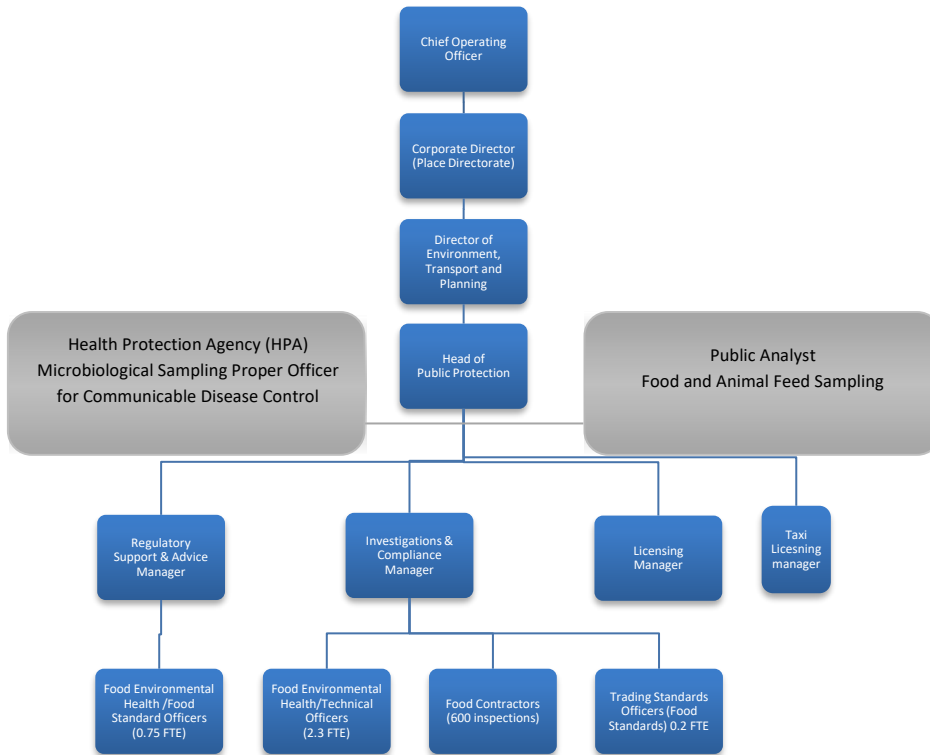 Chief Operating
Officer
Corporate Director
(Place Directorate)
Director of
Environment,
Transport and
Planning
Health Protection Agency (HPA)
Microbiological Sampling Proper Officer
for Communicable Disease Control
Head of
Public Protection
Public Analyst
Food and Animal Feed Sampling
Regulatory
Support & Advice
Manager
Investigations &
Compliance
Manager
Licensing
Manager
Taxi
Licesning
manager
Food Environmental
Health /Food
Standard Officers
(0.75 FTE)
Food Environmental
Health/Technical
Officers
(2.3 FTE)
Food Contractors
(600 inspections)
Trading Standards
Officers (Food
Standards) 0.2 FTE